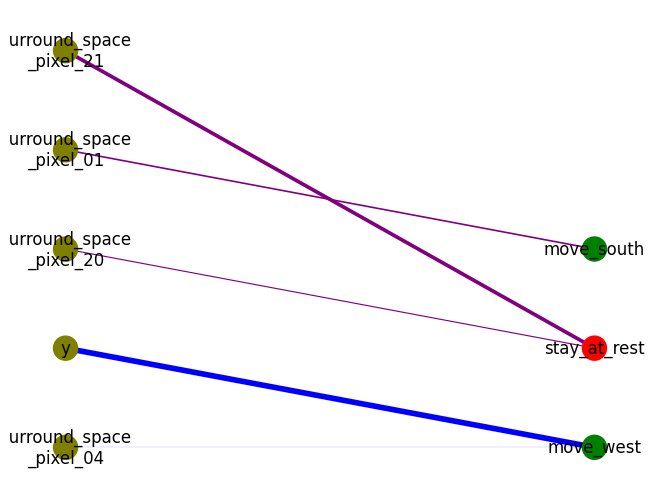 urround_space
_pixel_21
urround_space
_pixel_01
move_south
urround_space
_pixel_20
y
stay_at_rest
urround_space
_pixel_04
move_west